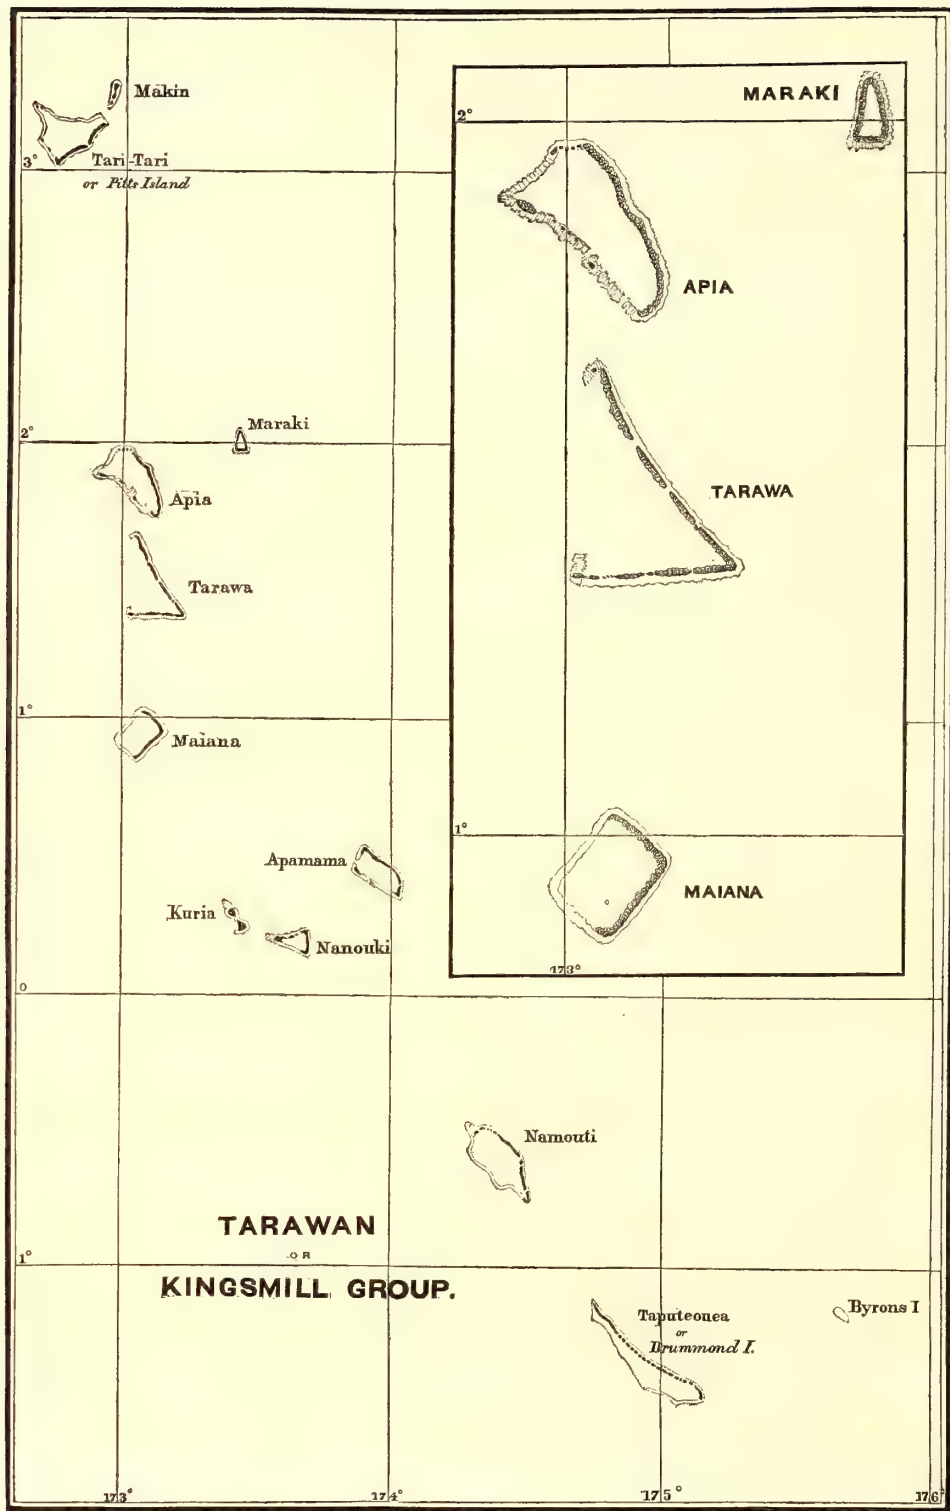 Makin
Tari-Tari
or Pitts Island
3°
2°
Maraki
Apia
Tarawa
1°
Maiana
Apamama
Kuria
Nanouki
0
Namouti
TARAWAN
OR
KINGSMILL GROUP.
1°
Taputeouea
or
Drummond I.
Byrons I
173°
174°
175°
176
MARAKI
2°
APIA
TARAWA
1°
MAIANA
173°